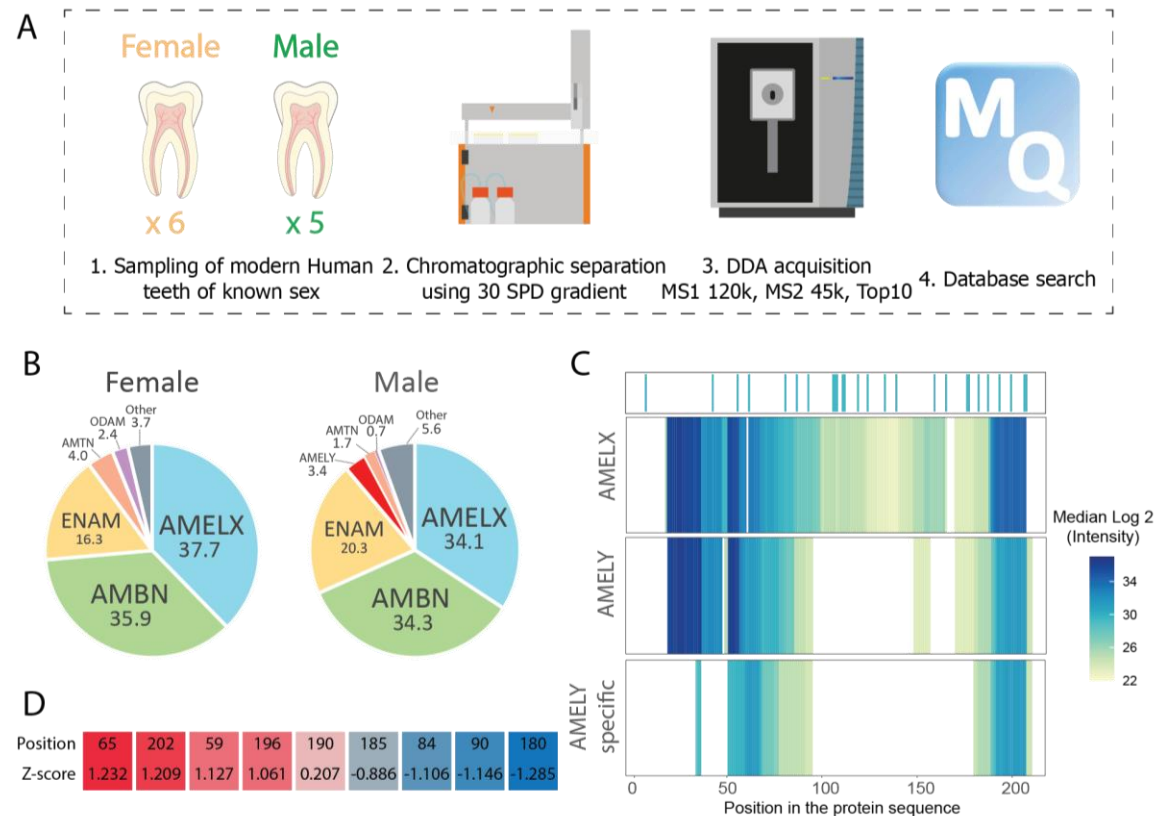 A
Female
Male
x 6
x 5
M
Q
1. Sampling of modern Human
teeth of known sex
2. Chromatographic separation
using 30 SPD gradient
3. DDA acquisition
MS1 120k, MS2 45k, Top10
4. Database search
B
Female
Other
3.7
ODAM
2.4
AMTN
4.0
ENAM
16.3
AMELX
37.7
AMBN
35.9
Male
Other
5.6
ODAM
0.7
AMTN
1.7
AMELY
3.4
ENAM
20.3
AMELX
34.1
AMBN
34.3
C
AMELX
AMELY
AMELY
specific
0 50 100 150 200
Position in the protein sequence
Median Log 2
(Intensity)
34
30
26
22
D
Position 65 202 59 196 190 185 84 90 180
Z-score 1.232 1.209 1.127 1.061 0.207 -0.886 -1.106 -1.146 -1.285